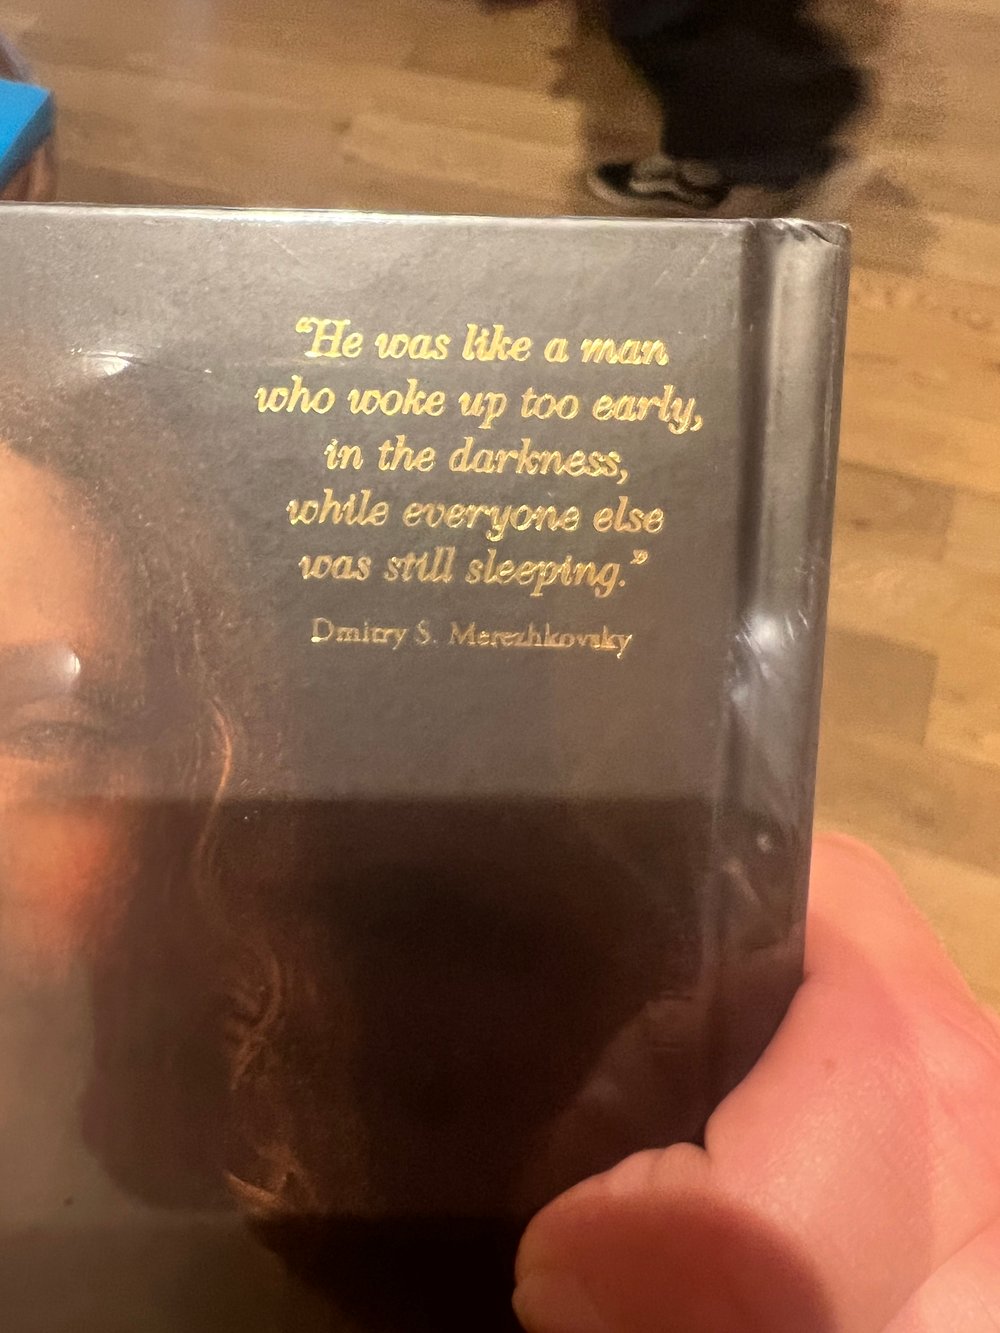 “He was like a man
who woke up too early,
in the darkness,
while everyone else
was still sleeping.”
Dmitry S. Merezhkovsky